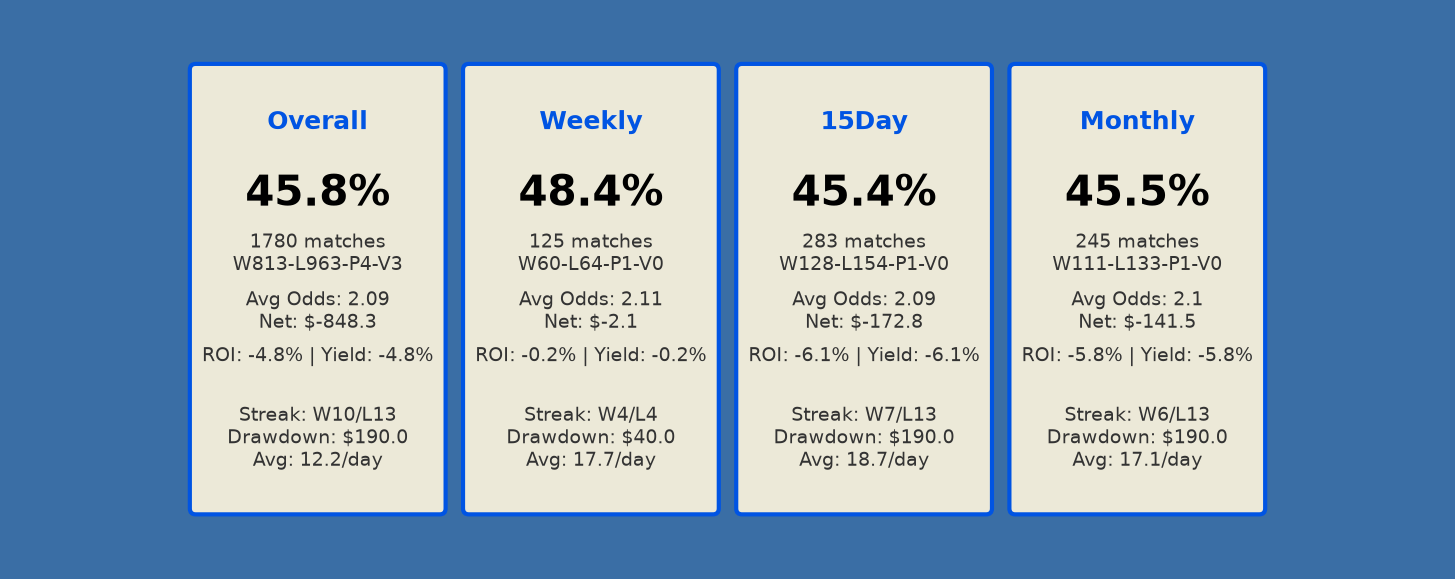 Overall
45.8%
1780 matches
W813-L963-P4-V3
Avg Odds: 2.09
Net: $-848.3
ROI: -4.8% | Yield: -4.8%
Streak: W10/L13
Drawdown: $190.0
Avg: 12.2/day
Weekly
48.4%
125 matches
W60-L64-P1-V0
Avg Odds: 2.11
Net: $-2.1
ROI: -0.2% | Yield: -0.2%
Streak: W4/L4
Drawdown: $40.0
Avg: 17.7/day
15Day
45.4%
283 matches
W128-L154-P1-V0
Avg Odds: 2.09
Net: $-172.8
ROI: -6.1% | Yield: -6.1%
Streak: W7/L13
Drawdown: $190.0
Avg: 18.7/day
Monthly
45.5%
245 matches
W111-L133-P1-V0
Avg Odds: 2.1
Net: $-141.5
ROI: -5.8% | Yield: -5.8%
Streak: W6/L13
Drawdown: $190.0
Avg: 17.1/day